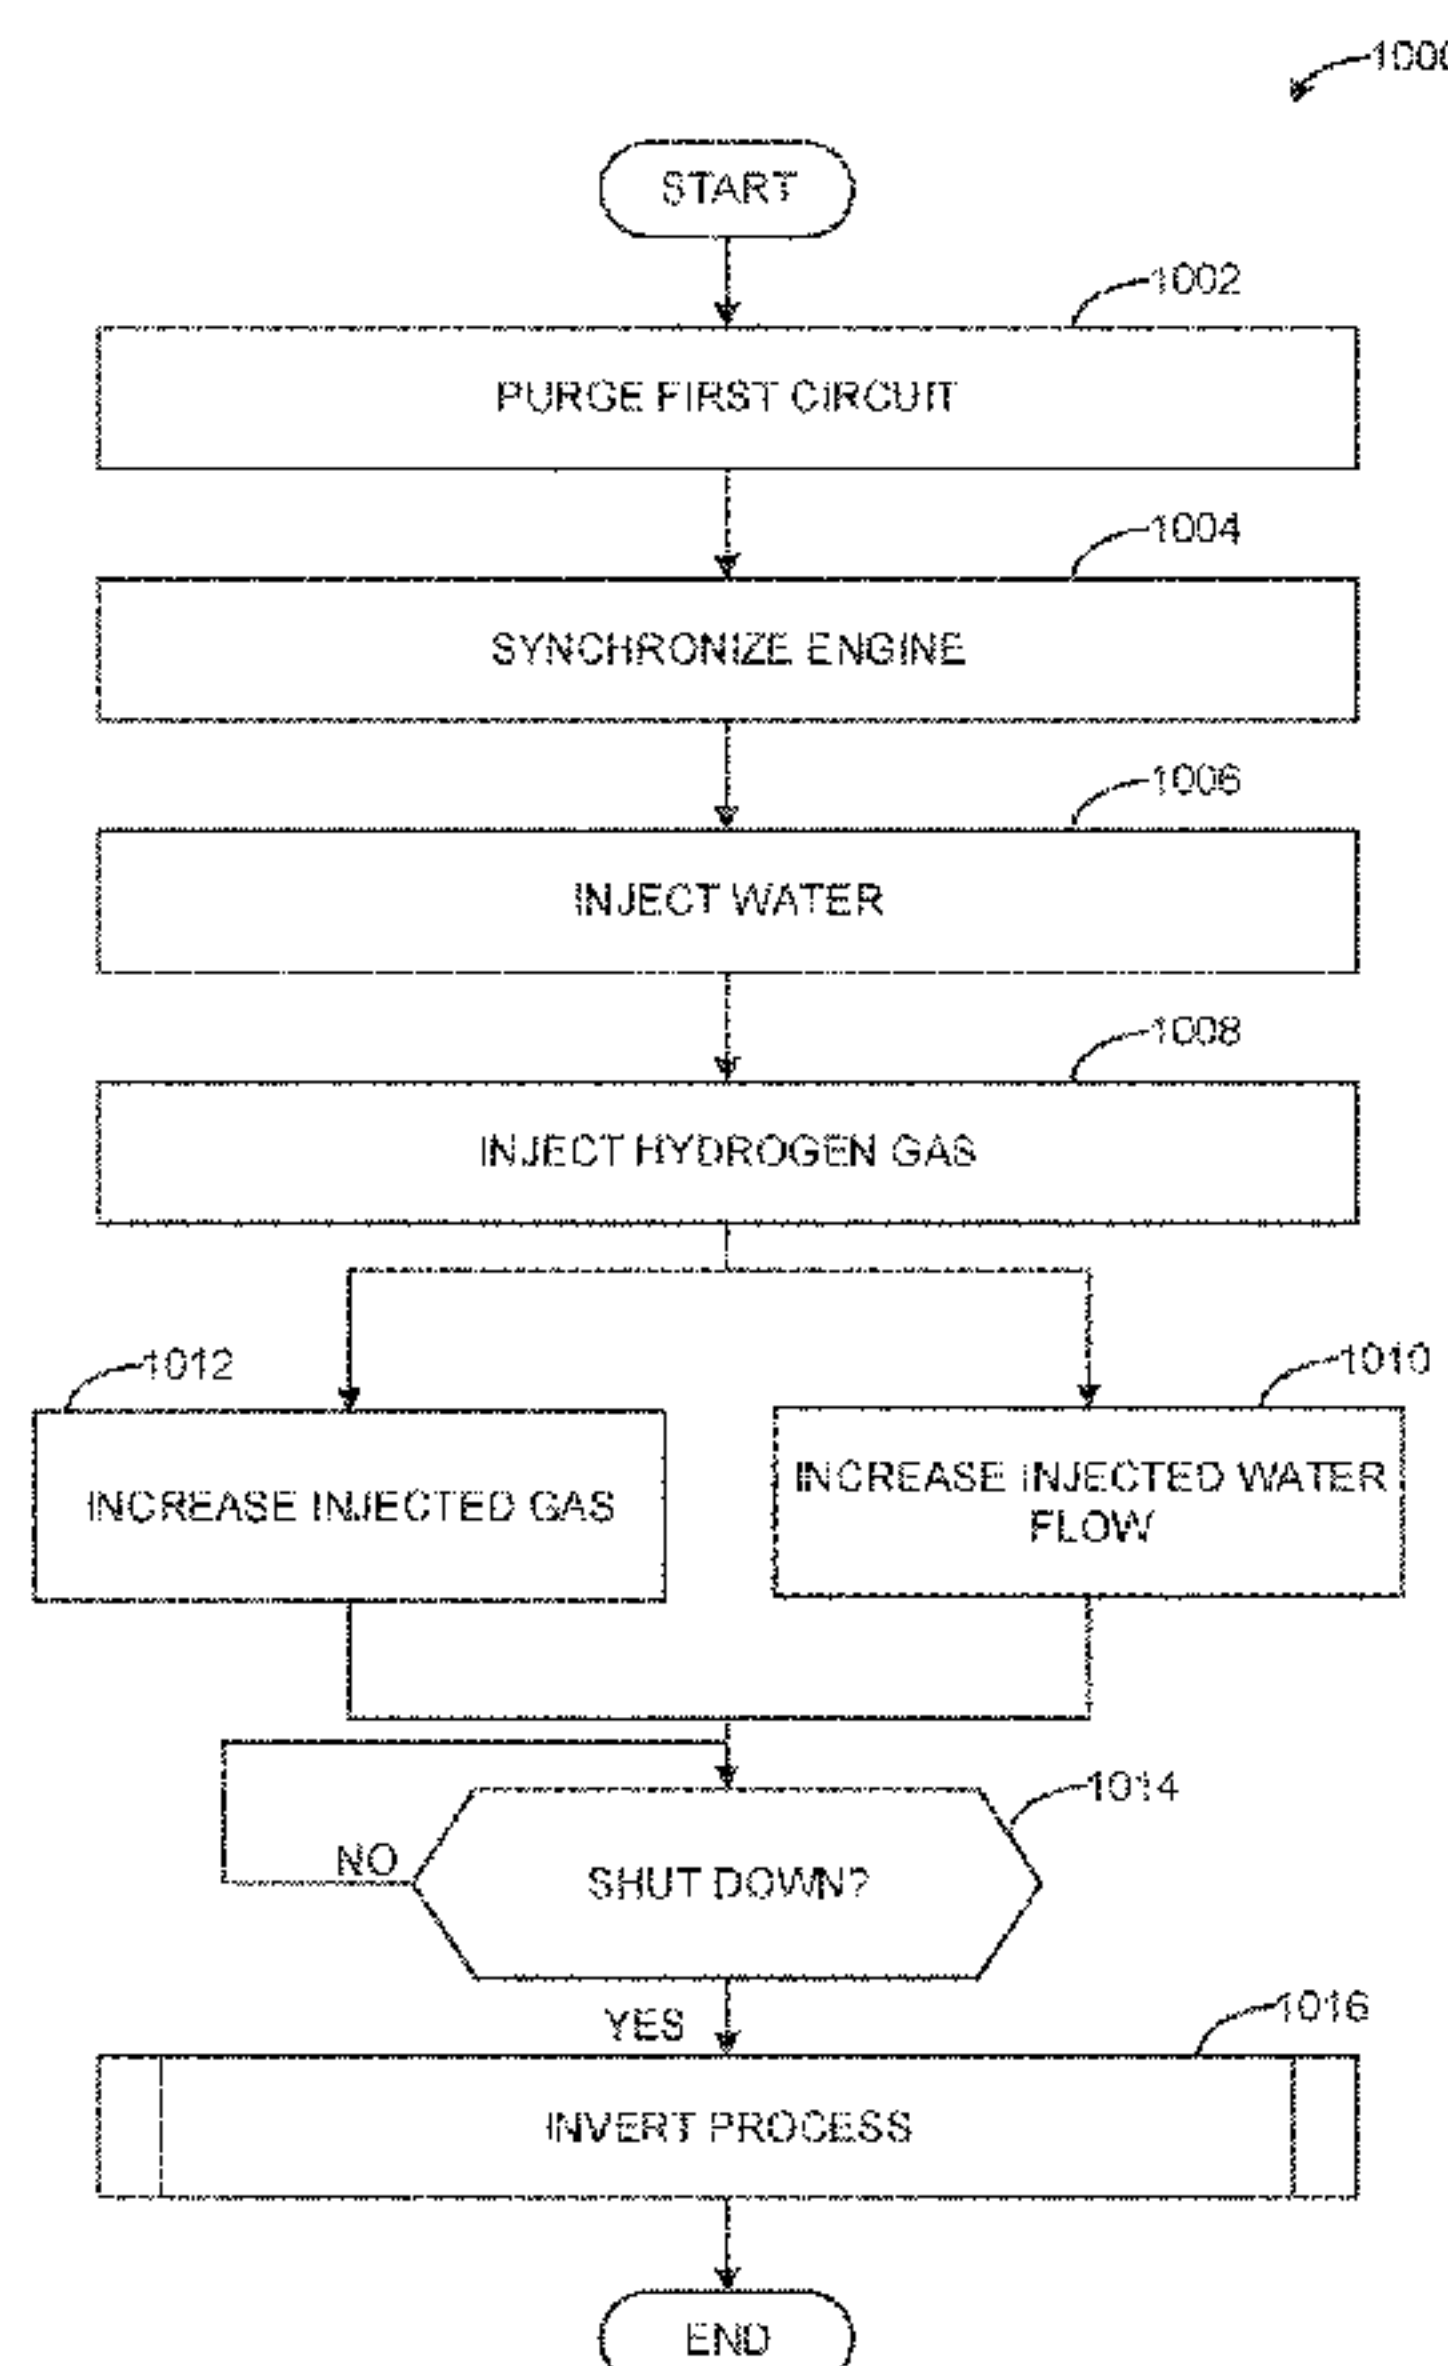 1000
START
1002
PURGE FIRST CIRCUIT
1004
SYNCHRONIZE ENGINE
1006
INJECT WATER
1008
INJECT HYDROGEN GAS
1012
1010
INCREASE INJECTED GAS
INCREASE INJECTED WATER
FLOW
1014
NO
SHUT DOWN?
YES
1016
INVERT PROCESS
END